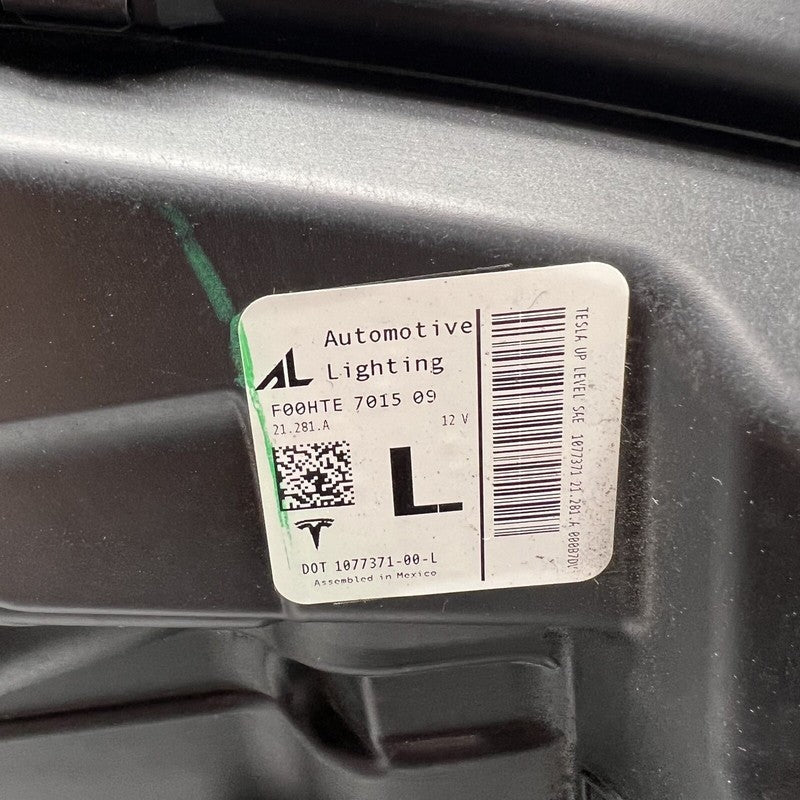 AL
Automotive
Lighting
F00HTE 7015 09
21.281.A
12 V
L
DOT 1077371-00-L
Assembled in Mexico
TESLA UP LEVEL SAE 1077371 21.281.A